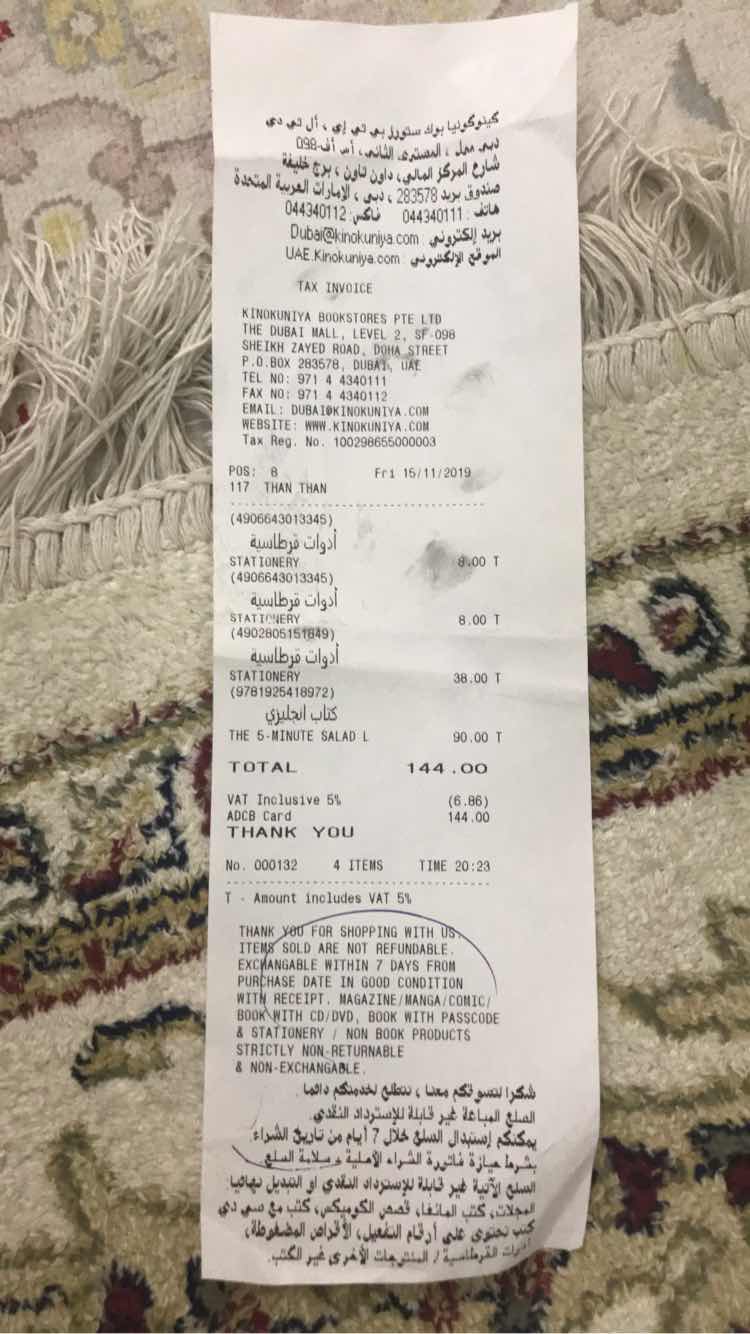 كينوكونيا بوك ستورز بي تي إي ، أل تي دي
دبي مول ، المستوى الثاني، أس أف-098
شارع المركز المالي، داون تاون ، برج خليفة
صندوق بريد 283578 ، دبي ، الامارات العربية المتحدة
هاتف : 044340111 فاكس: 044340112
بريد إلكتروني Dubai@kinokuniya.com
الموقع الإلكتروني UAE.Kinokuniya.com
TAX INVOICE
KINOKUNIYA BOOKSTORES PTE LTD
THE DUBAI MALL, LEVEL 2, SF-098
SHEIKH ZAYED ROAD, DOHA STREET
P.O.BOX 283578, DUBAI, UAE
TEL NO: 971 4 4340111
FAX NO: 971 4 4340112
EMAIL: DUBAI@KINOKUNIYA.COM
WEBSITE: WWW.KINOKUNIYA.COM
Tax Reg. No. 100298655000003
POS: 8 Fri 15/11/2019
117 THAN THAN
(4906643013345)
أدوات قرطاسية
STATIONERY 8.00 T
(4906643013345)
أدوات قرطاسية
STATIONERY 8.00 T
(4902805151849)
أدوات قرطاسية
STATIONERY 38.00 T
(9781925418972)
كتاب انجليزي
THE 5-MINUTE SALAD L 90.00 T
TOTAL 144.00
VAT Inclusive 5% (6.86)
ADCB Card 144.00
THANK YOU
No. 000132 4 ITEMS TIME 20:23
T - Amount includes VAT 5%
THANK YOU FOR SHOPPING WITH US.
ITEMS SOLD ARE NOT REFUNDABLE.
EXCHANGABLE WITHIN 7 DAYS FROM
PURCHASE DATE IN GOOD CONDITION
WITH RECEIPT. MAGAZINE/MANGA/COMIC/
BOOK WITH CD/DVD, BOOK WITH PASSCODE
& STATIONERY / NON BOOK PRODUCTS
STRICTLY NON-RETURNABLE
& NON-EXCHANGABLE.
شكرا لتسوقكم معنا ، نتطلع لخدمتكم دائما.
السلع المباعة غير قابلة للإسترداد النقدي.
يمكنكم إستبدال السلع خلال 7 أيام من تاريخ الشراء
بشرط حيازة فاتورة الشراء الأصلية و سلامة السلع
السلع الآتية غير قابلة للإسترداد النقدي او التبديل نهائيا:
المجلات، كتب المانغا، قصص الكوميكس، كتب مع سي دي
كتب تحتوي على أرقام التفعيل، الأقراص المضغوطة،
أدوات القرطاسية / المنتوجات الأخرى غير الكتب.